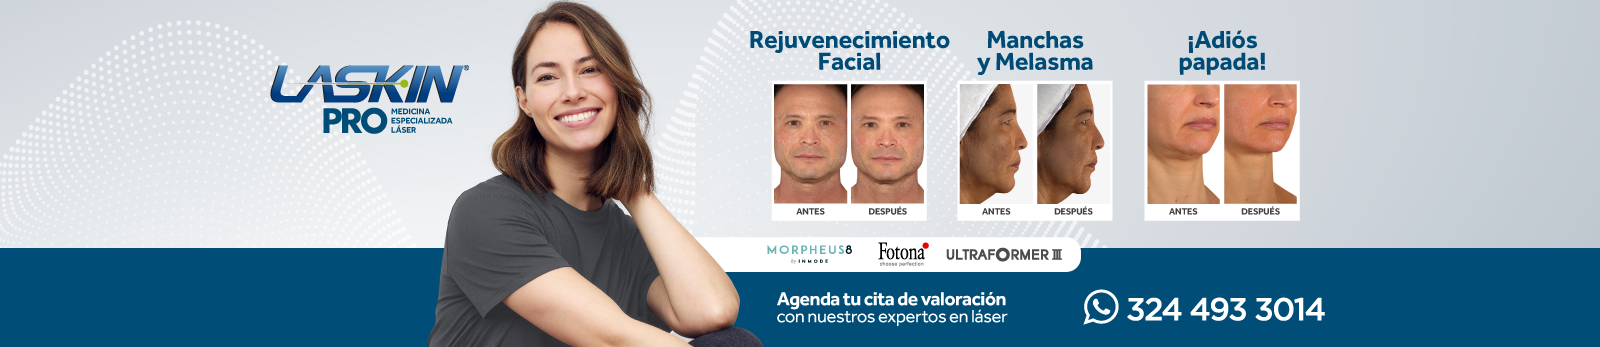 LASKIN®
PRO
MEDICINA
ESPECIALIZADA
LÁSER
Rejuvenecimiento
Facial
ANTES
DESPUÉS
Manchas
y Melasma
ANTES
DESPUÉS
¡Adiós
papada!
ANTES
DESPUÉS
MORPHEUS8
by INMODE
Fotona
choose perfection
ULTRAFORMER III
Agenda tu cita de valoración
con nuestros expertos en láser
324 493 3014